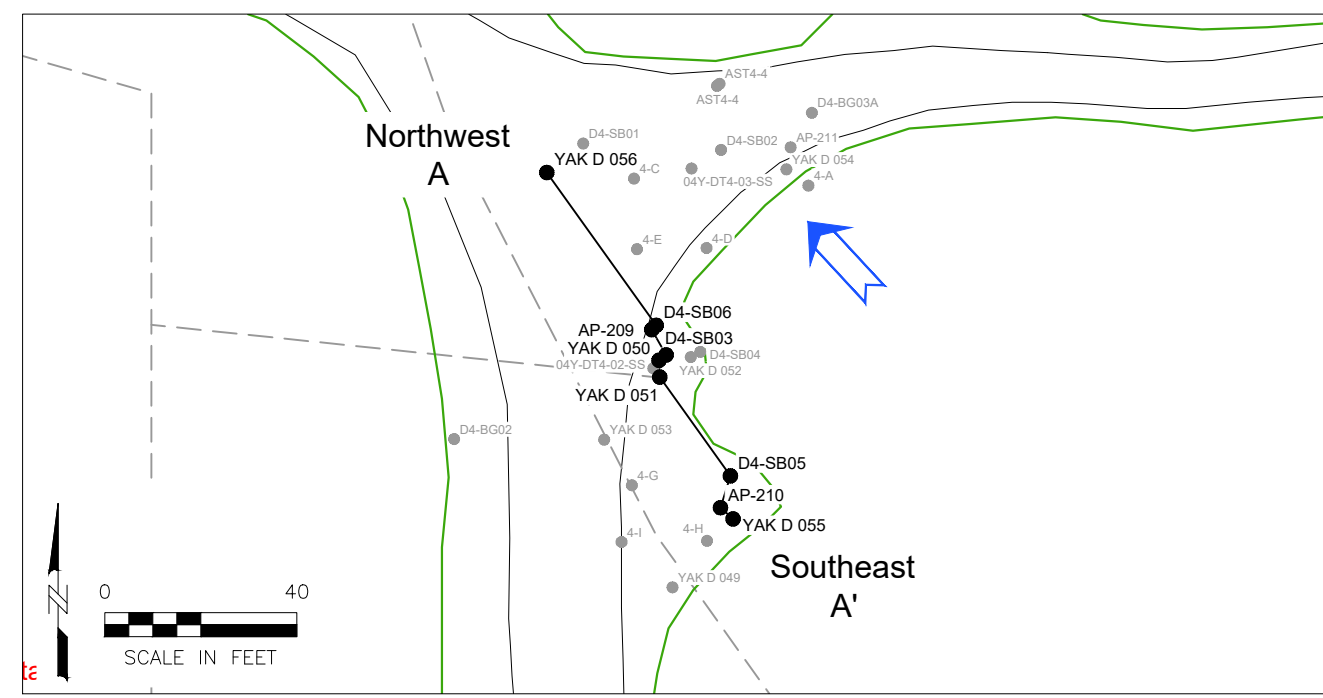 AST4-4
AST4-4
D4-BG03A
Northwest
A
D4-SB01
D4-SB02
AP-211
YAK D 056
4-C
04Y-DT4-03-SS
YAK D 054
4-A
4-E
4-D
D4-SB06
AP-209
D4-SB03
YAK D 050
D4-SB04
04Y-DT4-02-SS
YAK D 052
YAK D 051
D4-BG02
YAK D 053
D4-SB05
4-G
AP-210
YAK D 055
4-I
4-H
Southeast
A'
YAK D 049
N
0 40
SCALE IN FEET